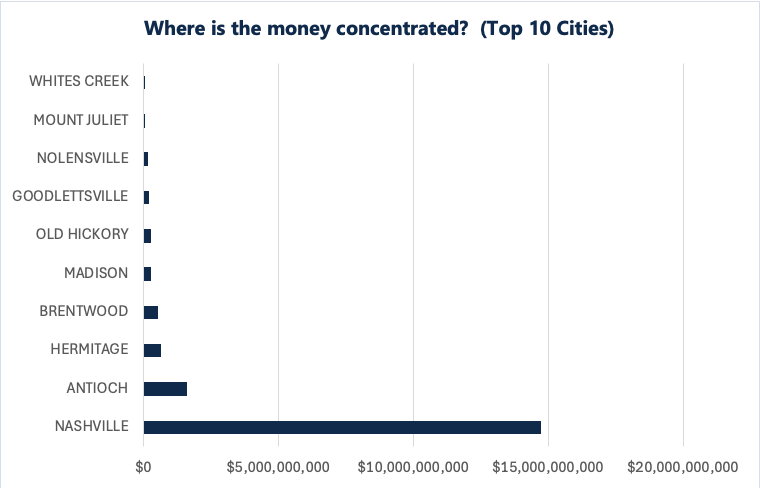 Where is the money concentrated?  (Top 10 Cities)
WHITES CREEK
MOUNT JULIET
NOLENSVILLE
GOODLETTSVILLE
OLD HICKORY
MADISON
BRENTWOOD
HERMITAGE
ANTIOCH
NASHVILLE
$0 $5,000,000,000 $10,000,000,000 $15,000,000,000 $20,000,000,000